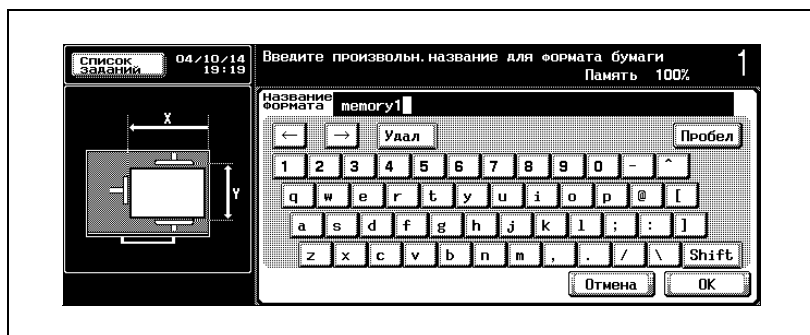 Список заданий
04/10/14
19:19
Введите произвольн. название для формата бумаги
Память 100%
1
X
Y
Название формата
memory1
← → Удал Пробел
1 2 3 4 5 6 7 8 9 0 - ^
q w e r t y u i o p @ [
a s d f g h j k l ; : ]
z x c v b n m , . / \ Shift
Отмена OK